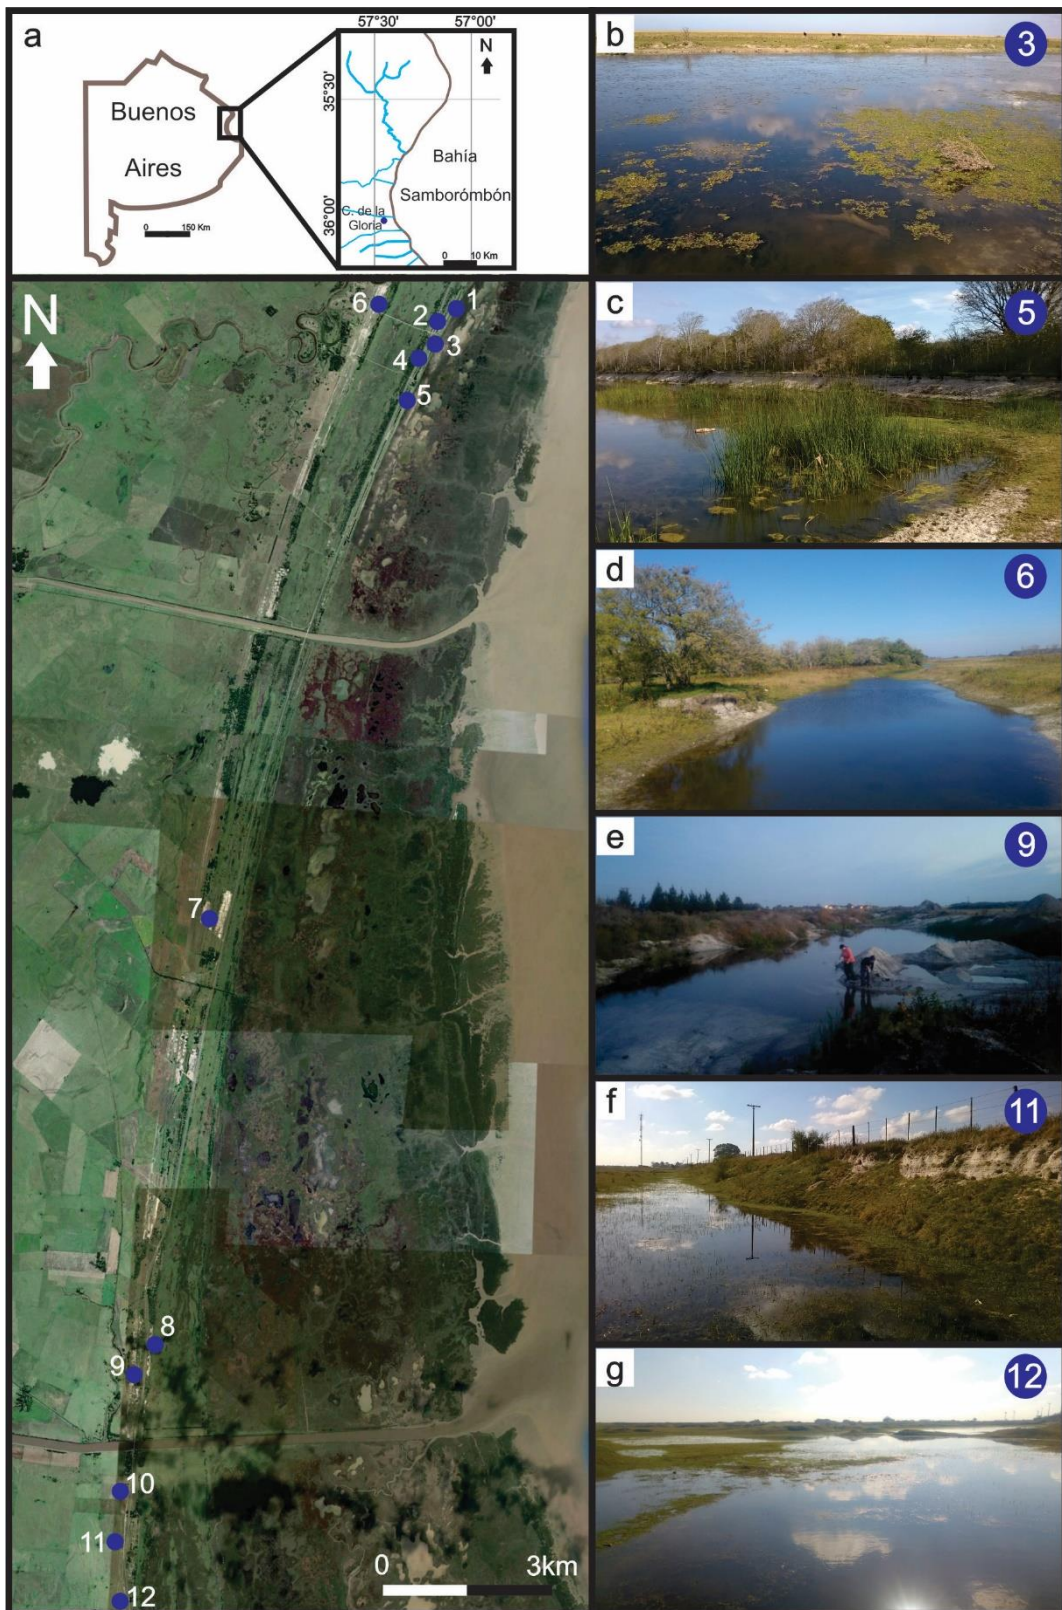 a
Buenos
Aires
0 150 Km
57°30' 57°00'
N
35°30'
36°00'
Bahía
Samborómbón
C. de la
Gloria
0 10 Km
b
3
c
5
d
6
e
9
f
11
g
12
N
6
1
2
3
4
5
7
8
9
10
11
12
0 3km